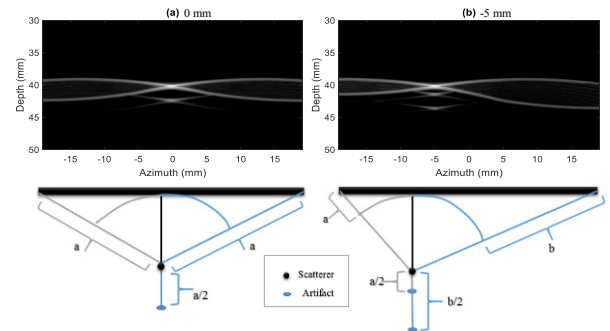 (a) 0 mm
(b) -5 mm
30
35
40
45
50
Depth (mm)
-15 -10 -5 0 5 10 15
Azimuth (mm)
30
35
40
45
50
Depth (mm)
-15 -10 -5 0 5 10 15
Azimuth (mm)
a
a
a/2
Scatterer
Artifact
a
b
a/2
b/2